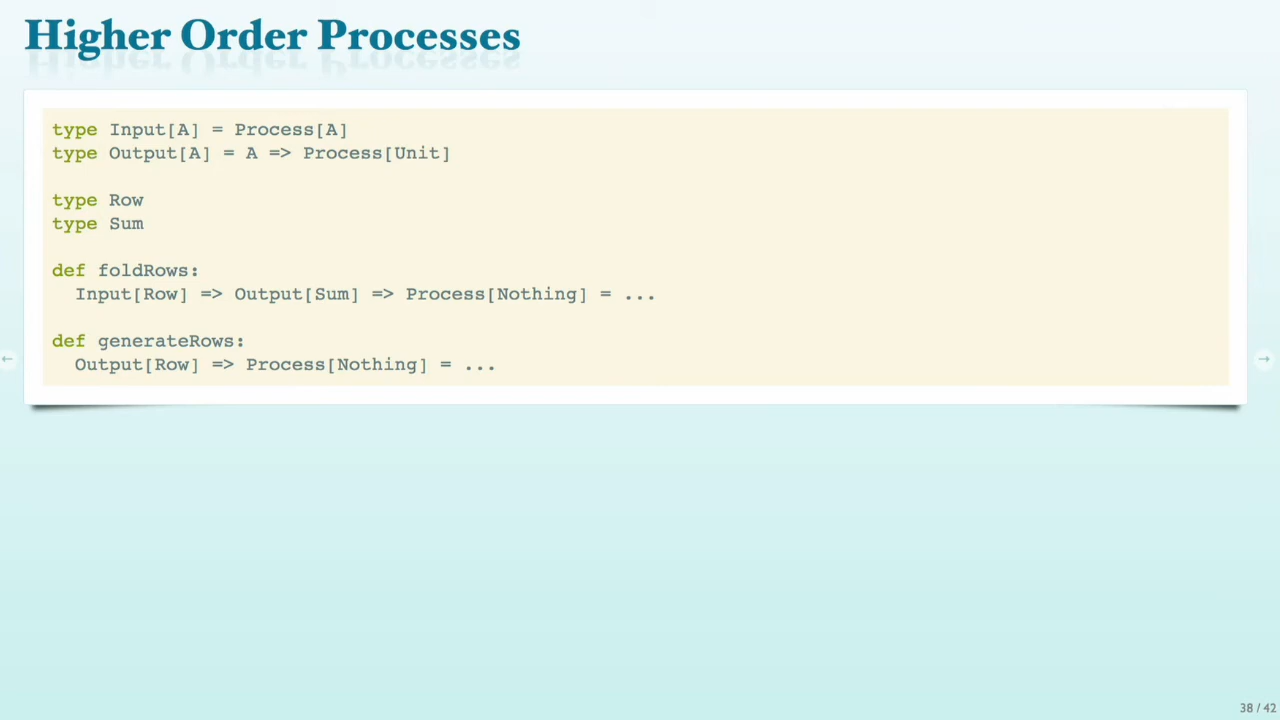 Higher Order Processes
type Input[A] = Process[A]
type Output[A] = A => Process[Unit]
type Row
type Sum
def foldRows:
Input[Row] => Output[Sum] => Process[Nothing] = ...
def generateRows:
Output[Row] => Process[Nothing] = ...
←
→
38 / 42